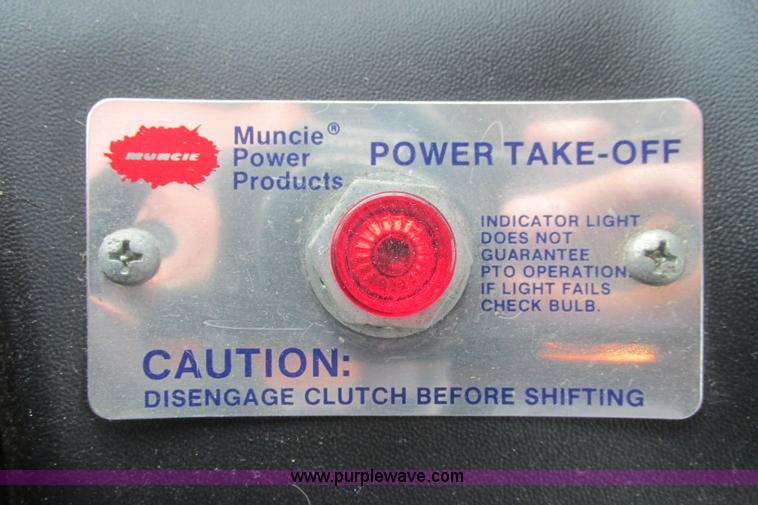 MUNCIE
Muncie®
Power
Products
POWER TAKE-OFF
INDICATOR LIGHT
DOES NOT
GUARANTEE
PTO OPERATION.
IF LIGHT FAILS
CHECK BULB.
CAUTION:
DISENGAGE CLUTCH BEFORE SHIFTING
www.purplewave.com